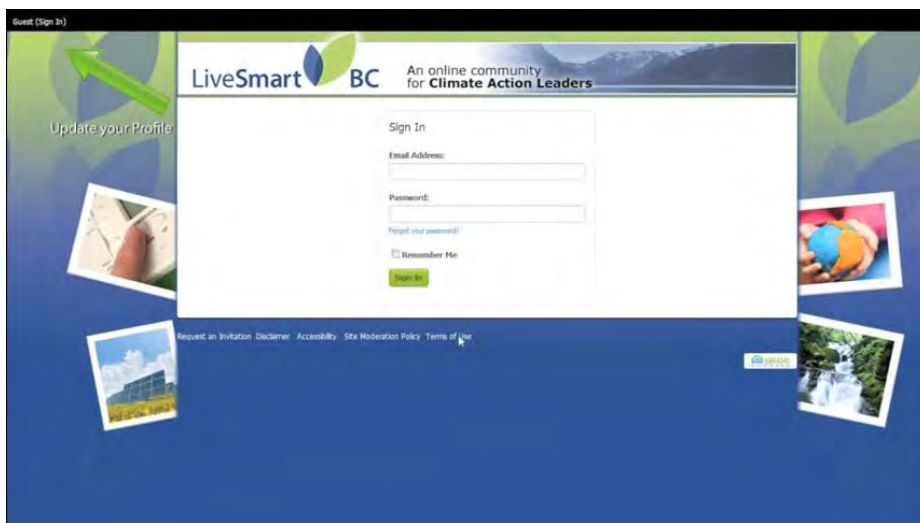 Guest (Sign In)
LiveSmart BC
An online community
for Climate Action Leaders
Update your Profile
Sign In
Email Address:
Password:
Forgot your password?
Remember Me
Sign In
Request an Invitation Disclaimer Accessibility Site Moderation Policy Terms of Use